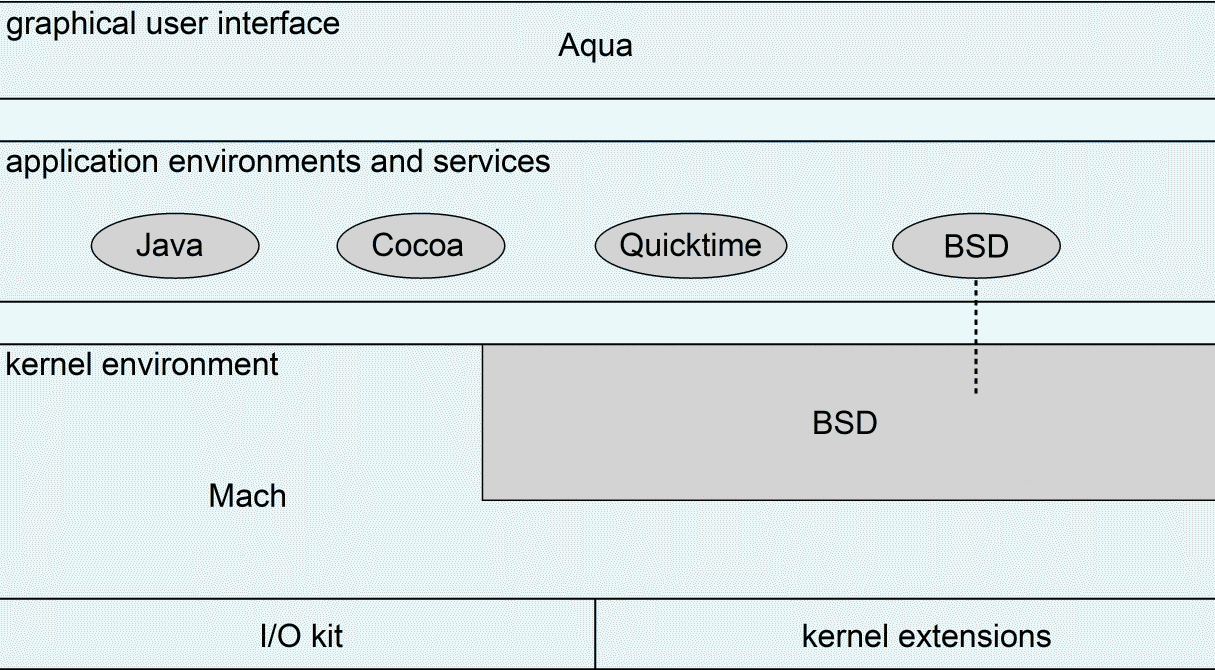 graphical user interface
Aqua
application environments and services
Java
Cocoa
Quicktime
BSD
kernel environment
BSD
Mach
I/O kit
kernel extensions